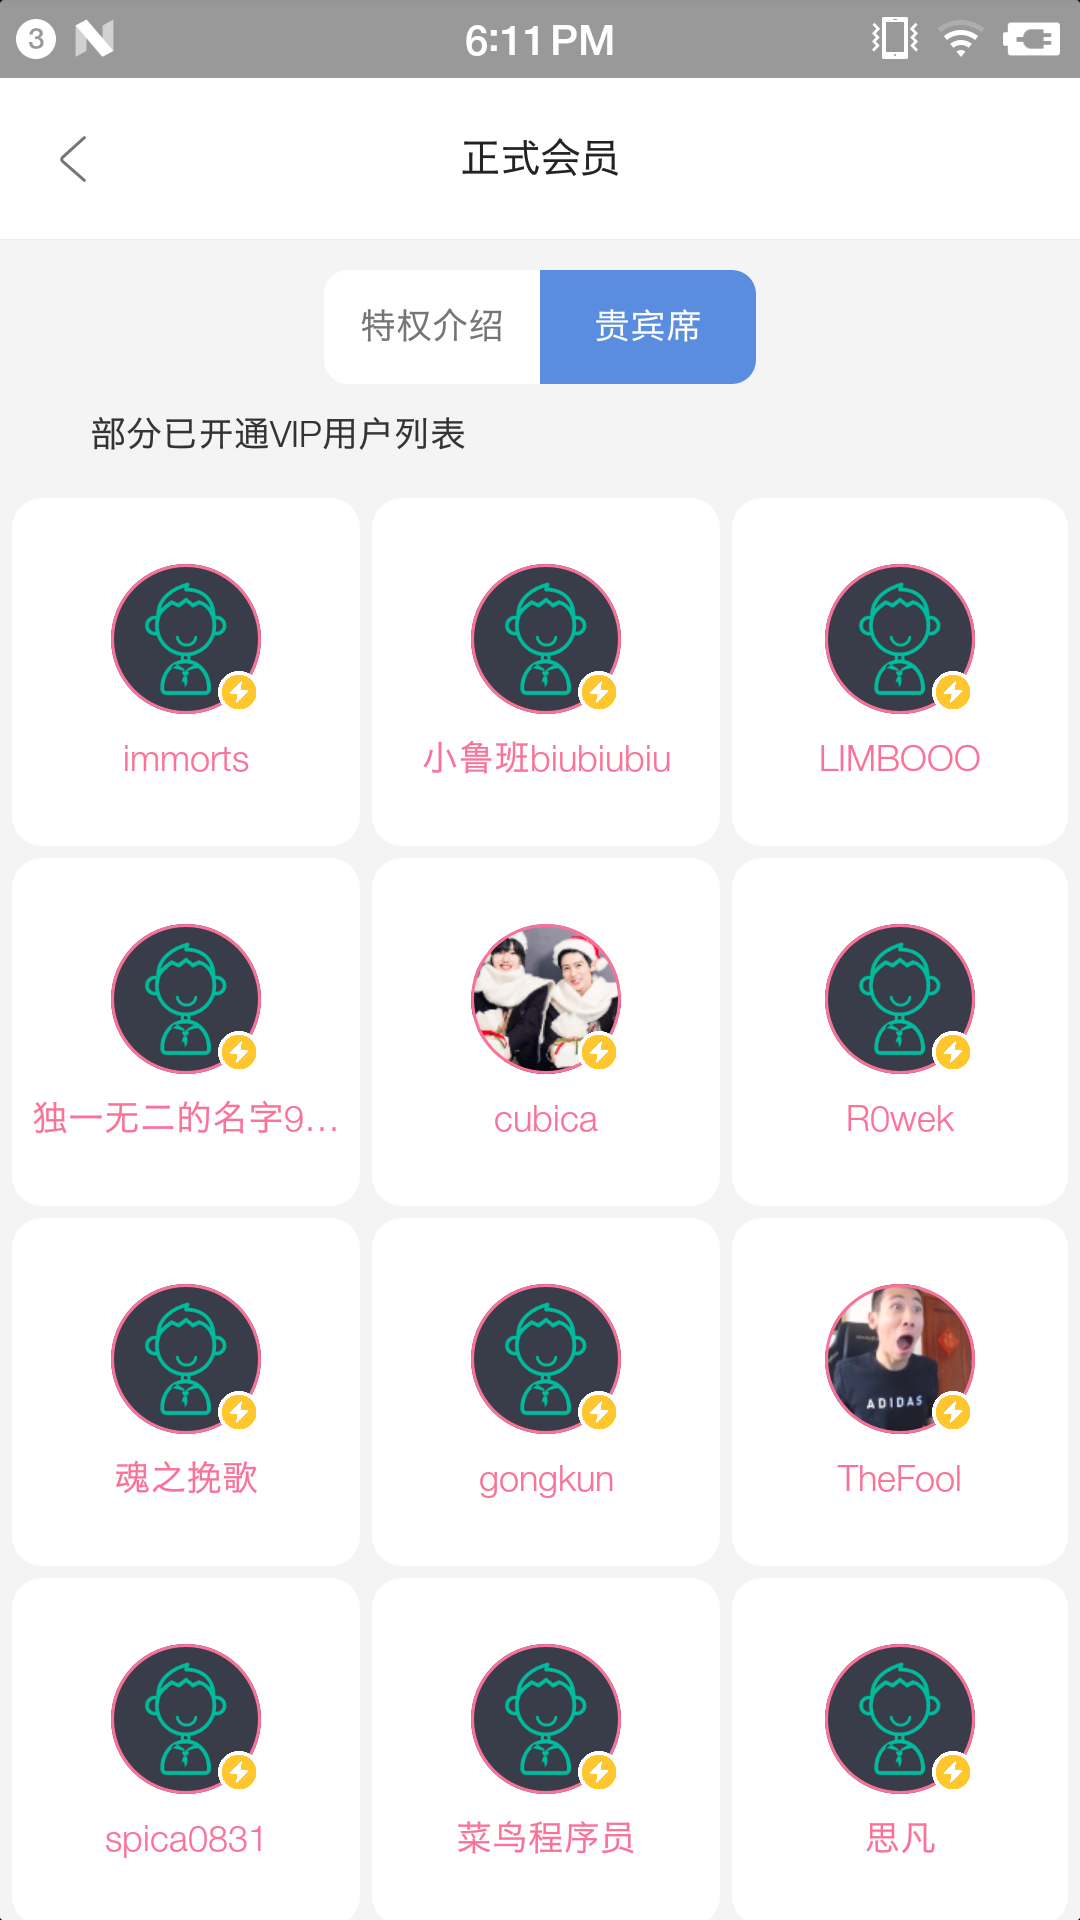 3
6:11 PM
正式会员
特权介绍
贵宾席
部分已开通VIP用户列表
immorts
小鲁班biubiubiu
LIMBOOO
独一无二的名字9...
cubica
R0wek
ADIDAS
魂之挽歌
gongkun
TheFool
spica0831
菜鸟程序员
思凡